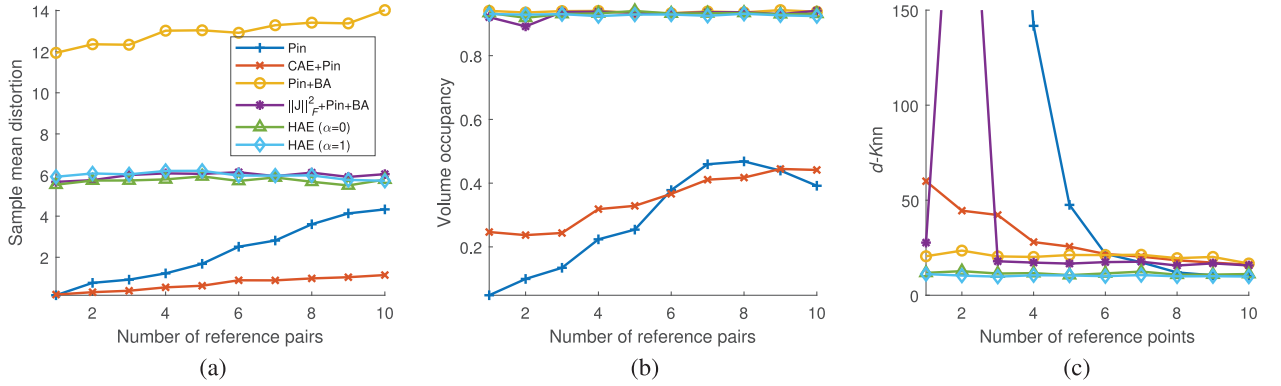 14
12
10
8
6
4
2
2 4 6 8 10
Sample mean distortion
Number of reference pairs
Pin
CAE+Pin
Pin+BA
||J||²_F+Pin+BA
HAE (α=0)
HAE (α=1)
(a)
0.8
0.6
0.4
0.2
2 4 6 8 10
Volume occupancy
Number of reference pairs
(b)
150
100
50
0
2 4 6 8 10
d-Knn
Number of reference points
(c)